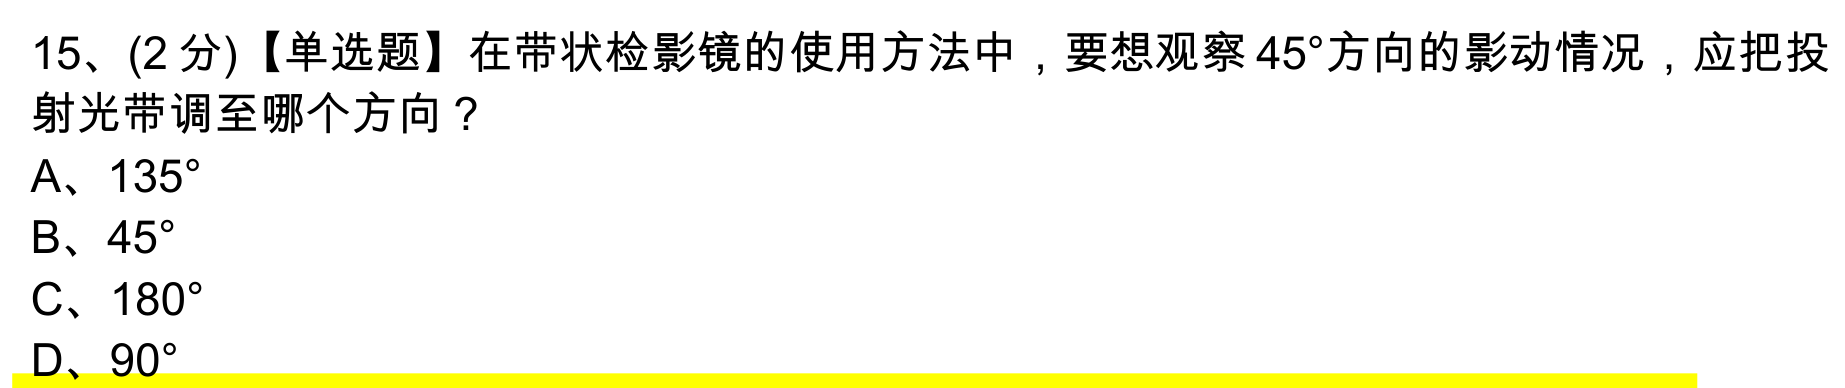 15、(2 分)【单选题】在带状检影镜的使用方法中，要想观察 45°方向的影动情况，应把投
射光带调至哪个方向？
A、135°
B、45°
C、180°
D、90°